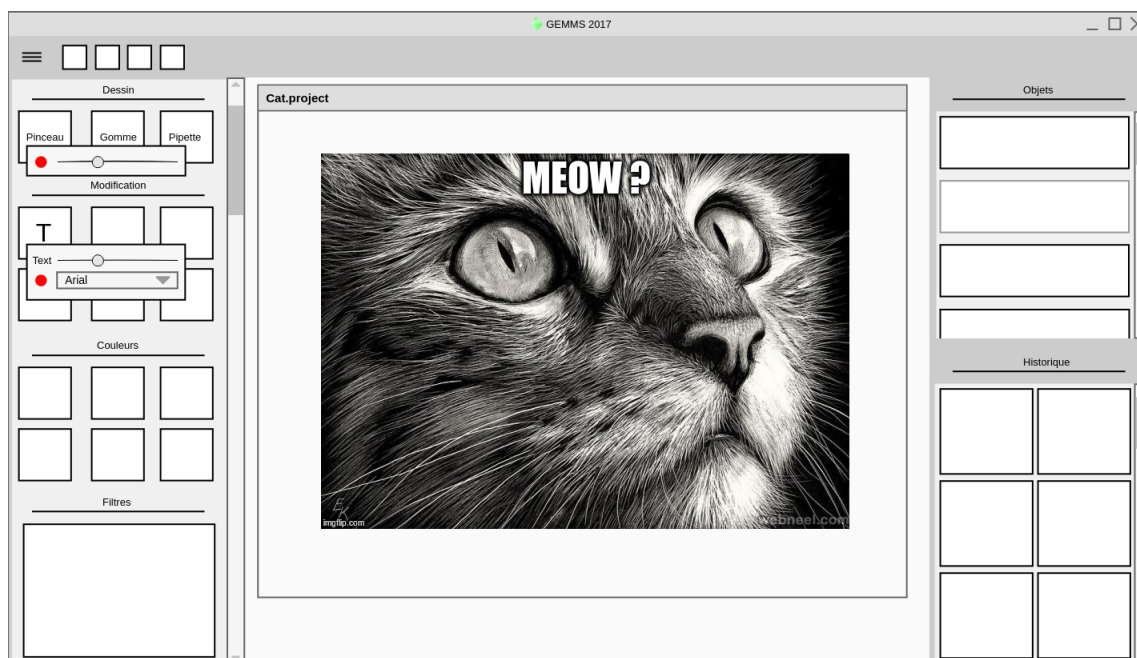 GEMMS 2017
Dessin
Pinceau Gomme Pipette
Modification
T
Text
Arial
Couleurs
Filtres
Cat.project
MEOW ?
EK
imgflip.com
webneel.com
Objets
Historique